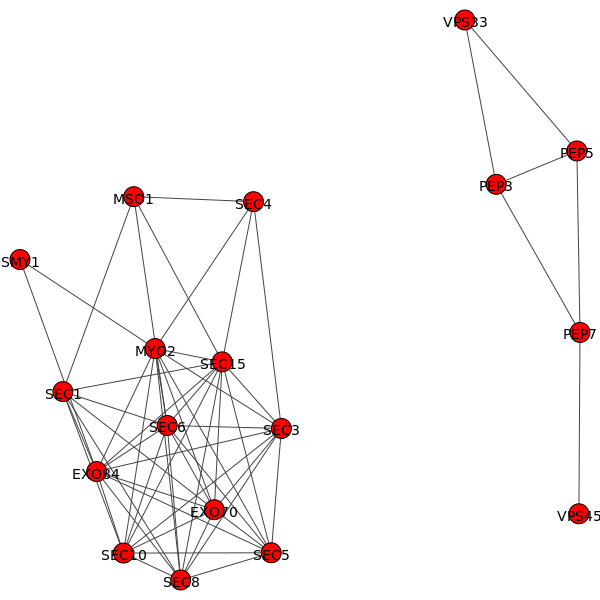 VPS33
PEP5
PEP3
MSO1
SEC4
SMY1
PEP7
MYO2
SEC15
SEC1
SEC6
SEC3
EXO84
EXO70
VPS45
SEC10
SEC5
SEC8